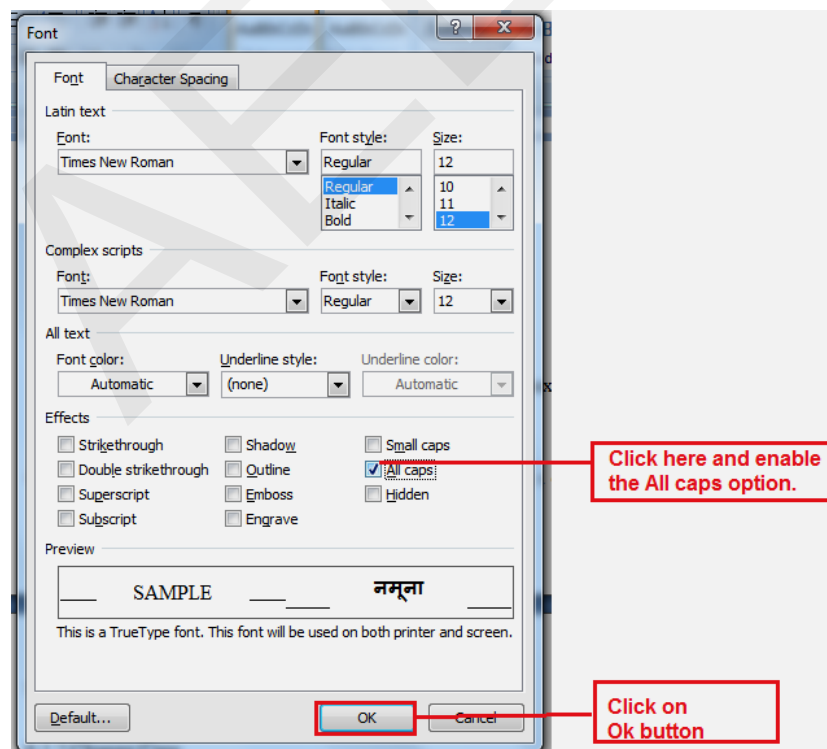 Font
?
X
Font Character Spacing
Latin text
Font: Font style: Size:
Times New Roman Regular 12
Regular 10
Italic 11
Bold 12
Complex scripts
Font: Font style: Size:
Times New Roman Regular 12
All text
Font color: Underline style: Underline color:
Automatic (none) Automatic
Effects
Strikethrough Shadow Small caps
Double strikethrough Outline All caps
Superscript Emboss Hidden
Subscript Engrave
Click here and enable
the All caps option.
Preview
SAMPLE नमूना
This is a TrueType font. This font will be used on both printer and screen.
Default... OK Cancel
Click on
Ok button